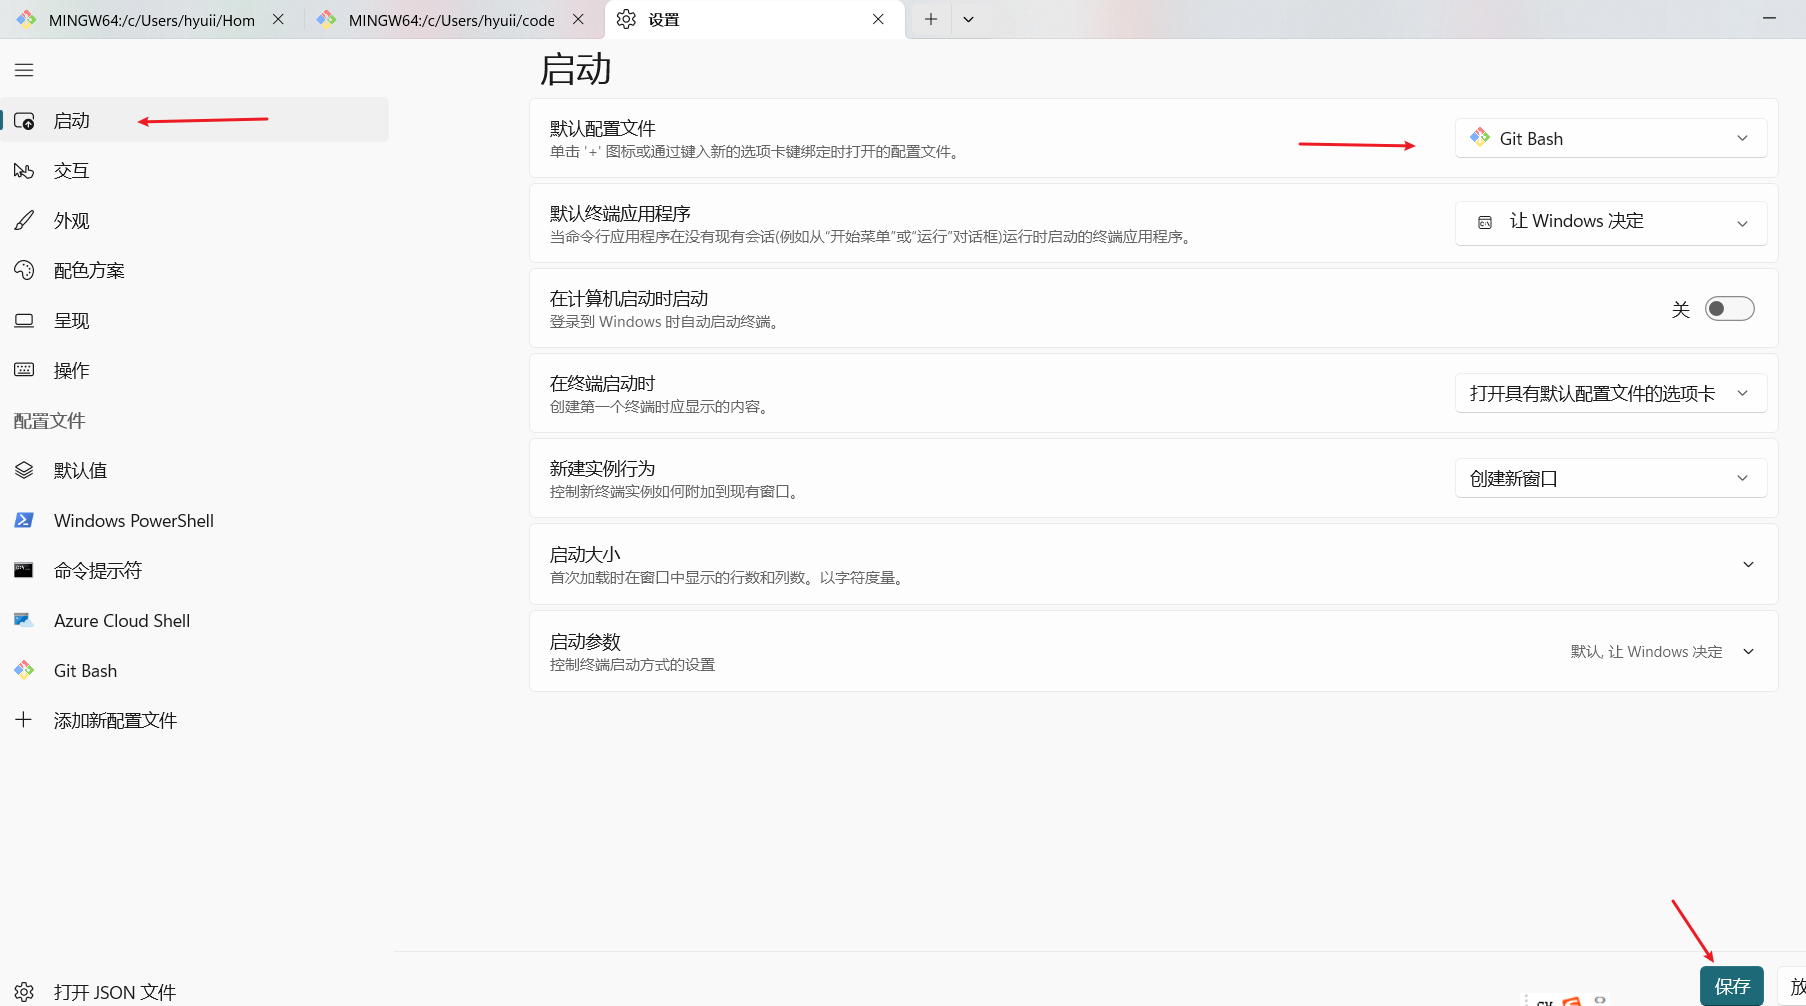 MINGW64:/c/Users/hyuii/Hom
MINGW64:/c/Users/hyuii/code
设置
启动
交互
外观
配色方案
呈现
操作
配置文件
默认值
Windows PowerShell
命令提示符
Azure Cloud Shell
Git Bash
添加新配置文件
打开 JSON 文件
启动
默认配置文件
单击 '+' 图标或通过键入新的选项卡键绑定时打开的配置文件。
Git Bash
默认终端应用程序
当命令行应用程序在没有现有会话(例如从“开始菜单”或“运行”对话框)运行时启动的终端应用程序。
让 Windows 决定
在计算机启动时启动
登录到 Windows 时自动启动终端。
关
在终端启动时
创建第一个终端时应显示的内容。
打开具有默认配置文件的选项卡
新建实例行为
控制新终端实例如何附加到现有窗口。
创建新窗口
启动大小
首次加载时在窗口中显示的行数和列数。以字符度量。
启动参数
控制终端启动方式的设置
默认, 让 Windows 决定
保存
放